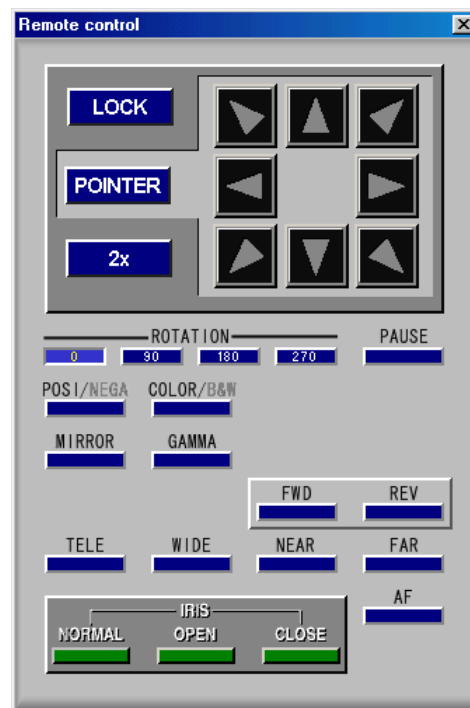 Remote control
LOCK
POINTER
2x
ROTATION PAUSE
0 90 180 270
POSI/NEGA COLOR/B&W
MIRROR GAMMA
FWD REV
TELE WIDE NEAR FAR
AF
IRIS
NORMAL OPEN CLOSE